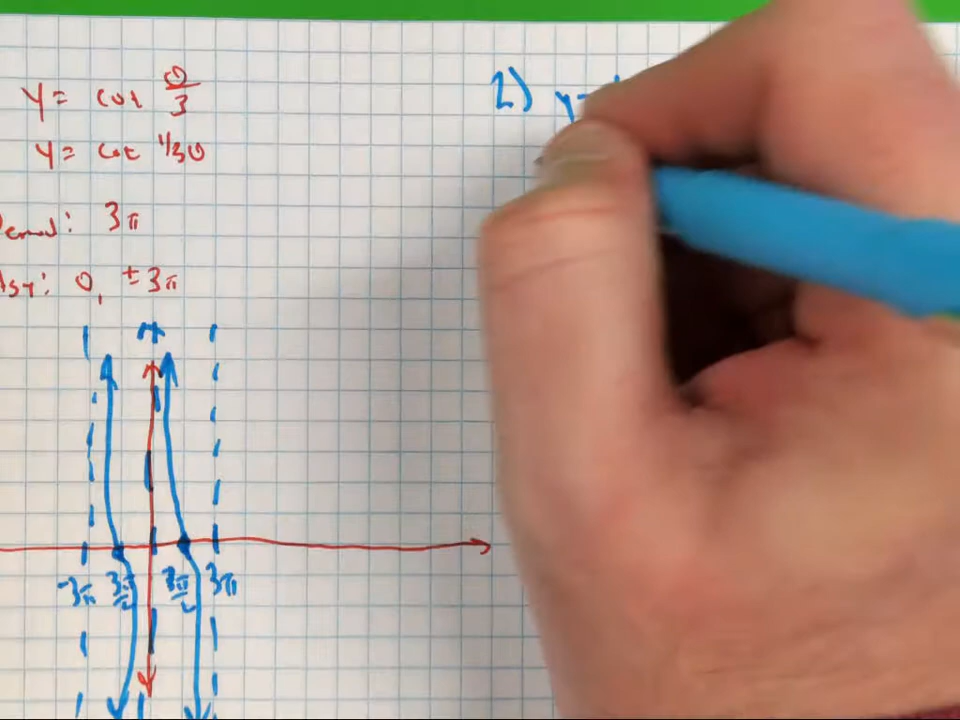 y = cot θ/3
y = cot 1/3θ
Period: 3π
Asy: 0, ±3π
-3π 3π/2 3π/2 3π
2) y=